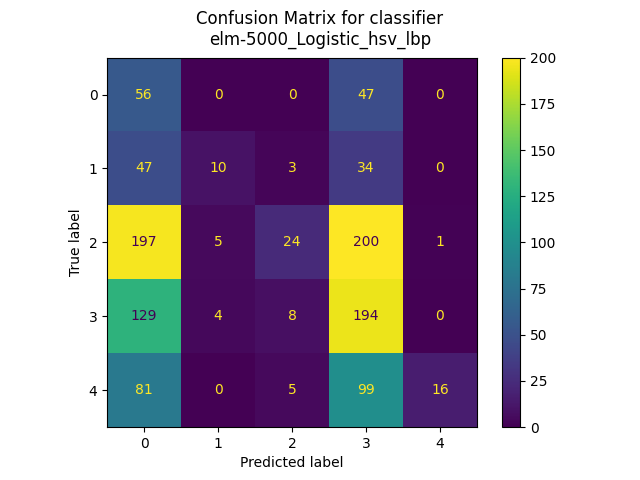 Confusion Matrix for classifier
elm-5000_Logistic_hsv_lbp
True label
0 56 0 0 47 0
1 47 10 3 34 0
2 197 5 24 200 1
3 129 4 8 194 0
4 81 0 5 99 16
0 1 2 3 4
Predicted label
200
175
150
125
100
75
50
25
0